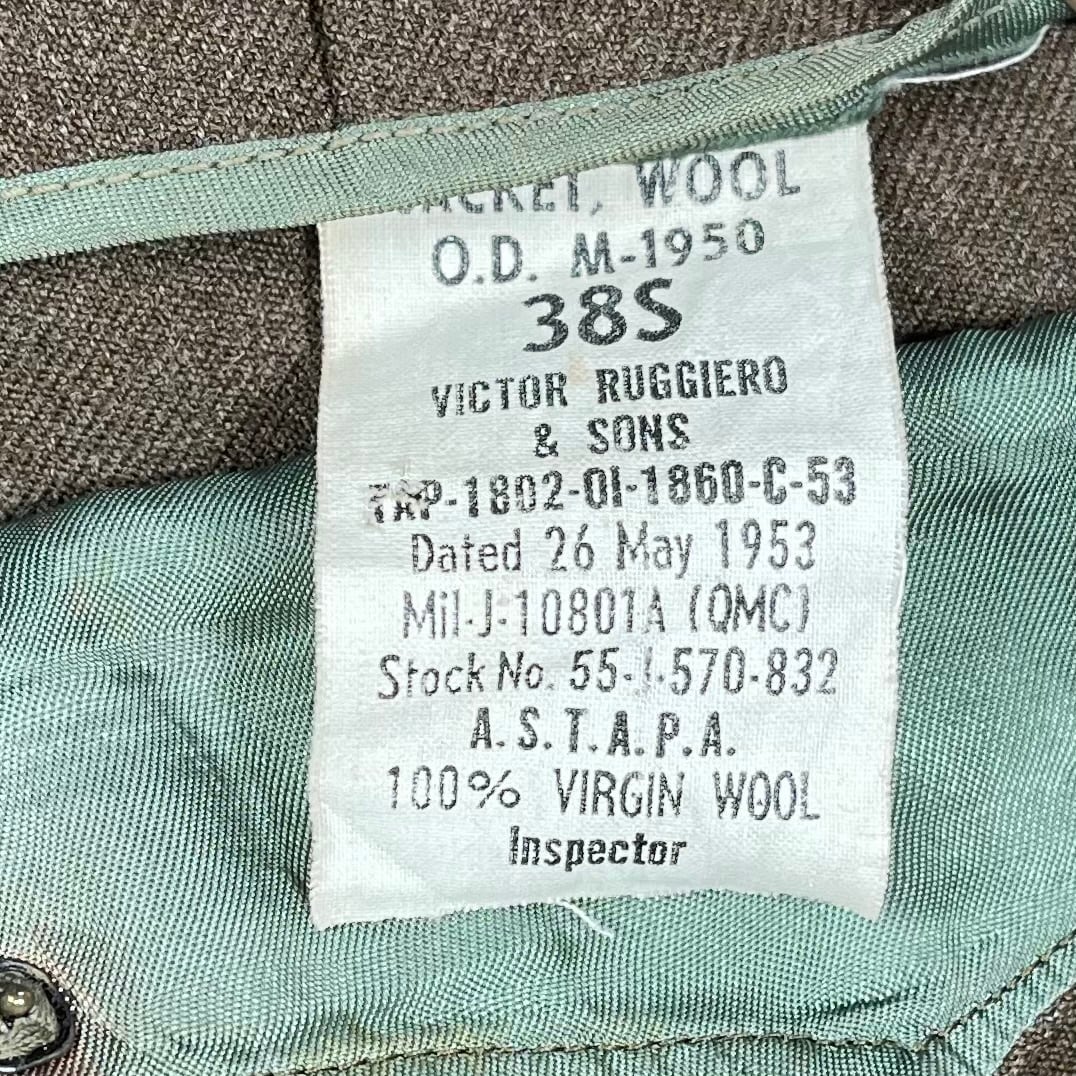 JACKET, WOOL
O.D. M-1950
38S
VICTOR RUGGIERO
& SONS
TAP-1802-OI-1860-C-53
Dated 26 May 1953
Mil-J-10801A (QMC)
Stock No. 55-J-570-832
A.S.T.A.P.A.
100% VIRGIN WOOL
Inspector